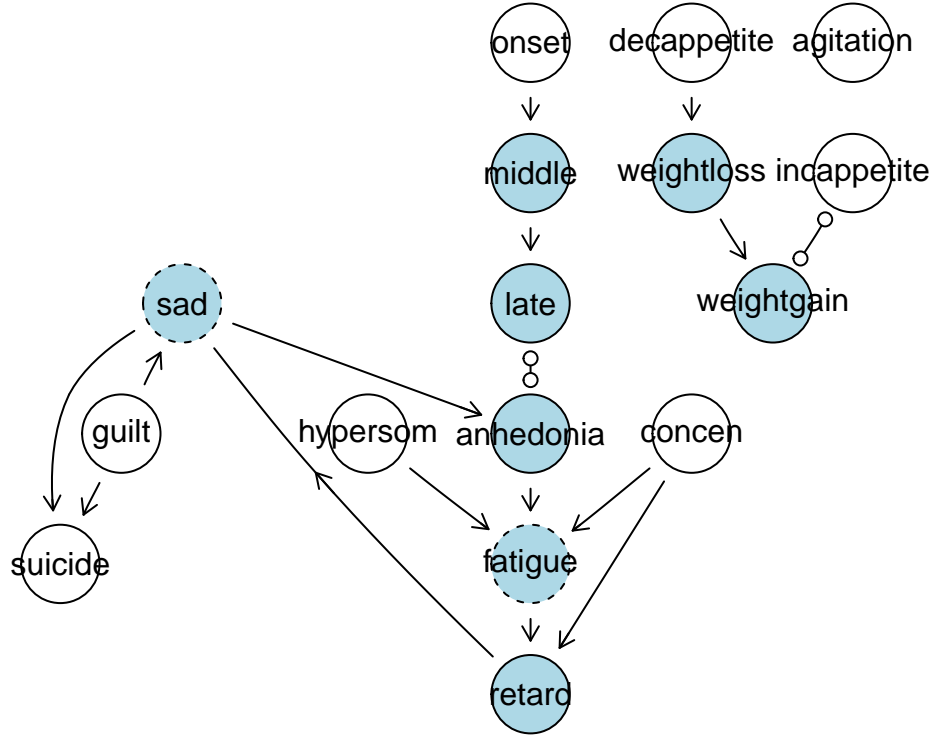 onset
decappetite
agitation
middle
weightloss
incappetite
sad
late
weightgain
guilt
hypersom
anhedonia
concen
suicide
fatigue
retard